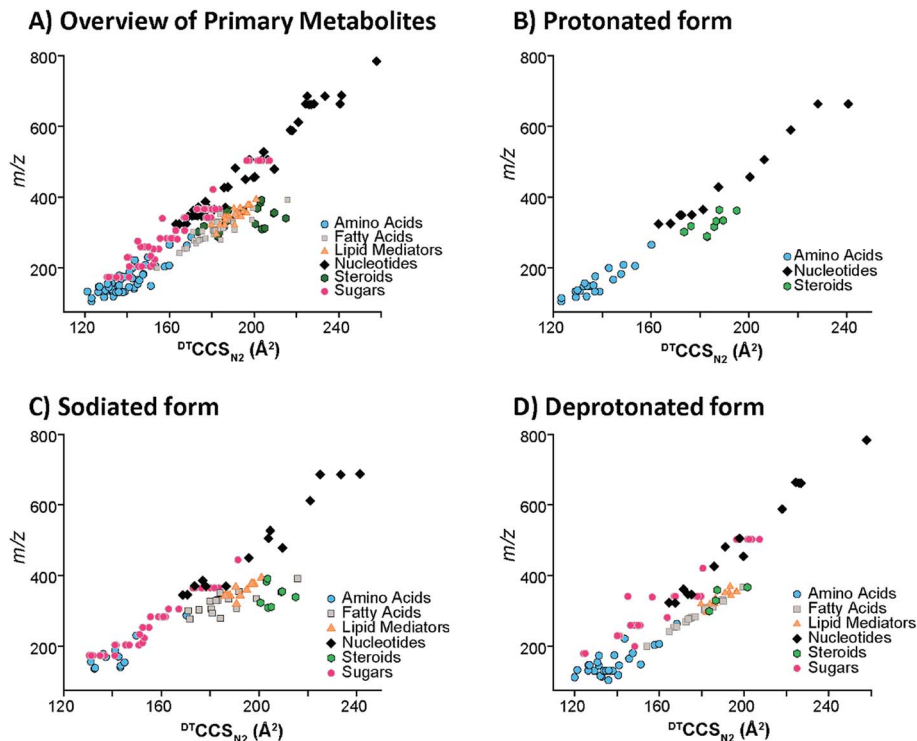 A) Overview of Primary Metabolites
800
600
400
200
m/z
Amino Acids
Fatty Acids
Lipid Mediators
Nucleotides
Steroids
Sugars
120 160 200 240
DTCCSN2 (Å2)
B) Protonated form
800
600
400
200
m/z
Amino Acids
Nucleotides
Steroids
120 160 200 240
DTCCSN2 (Å2)
C) Sodiated form
800
600
400
200
m/z
Amino Acids
Fatty Acids
Lipid Mediators
Nucleotides
Steroids
Sugars
120 160 200 240
DTCCSN2 (Å2)
D) Deprotonated form
800
600
400
200
m/z
Amino Acids
Fatty Acids
Lipid Mediators
Nucleotides
Steroids
Sugars
120 160 200 240
DTCCSN2 (Å2)